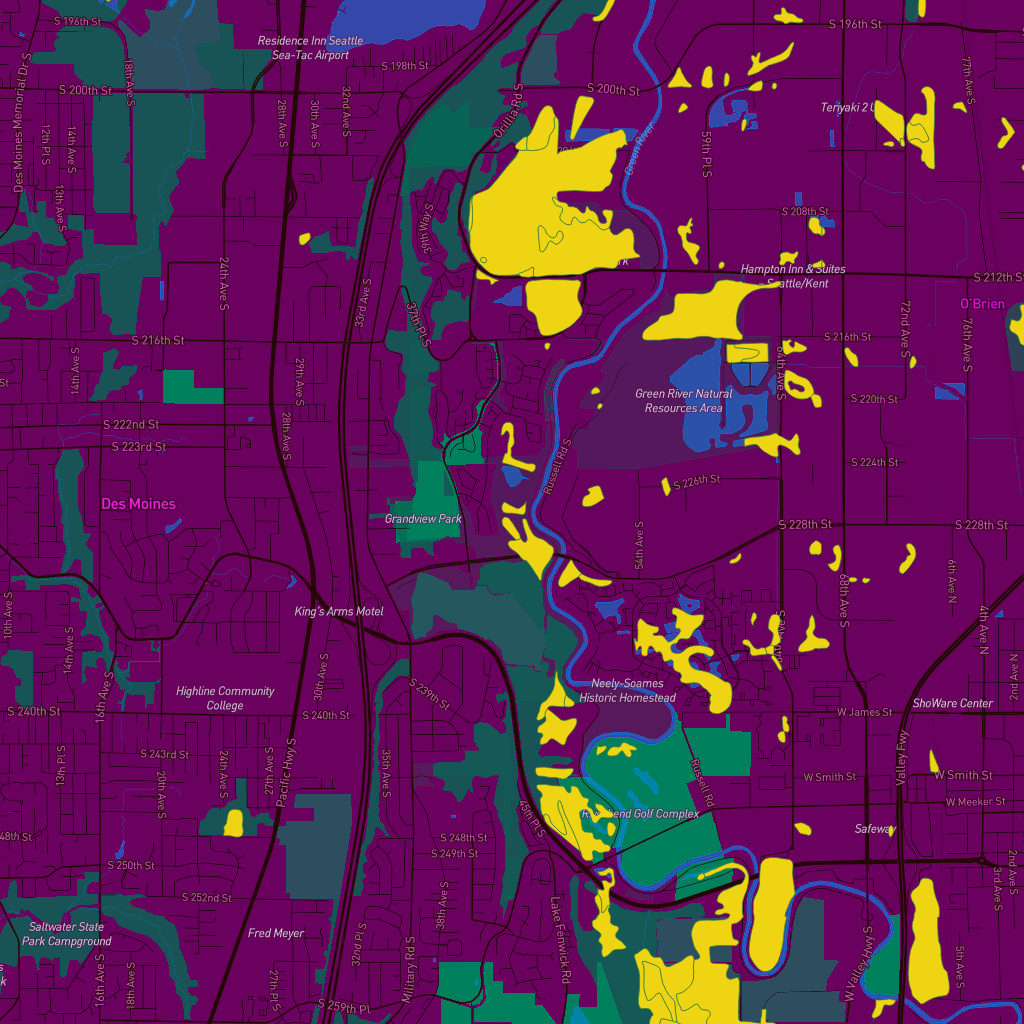 S 196th St
Residence Inn Seattle
Sea-Tac Airport
S 196th St
S 198th St
18th Ave S
77th Ave S
S 200th St
S 200th St
Des Moines Memorial Dr S
28th Ave S
30th Ave S
32nd Ave S
Orillia Rd S
Teriyaki 2 U
12th Pl S
14th Ave S
Green River
59th Pl S
13th Ave S
39th Way S
S 208th St
24th Ave S
33rd Ave S
Hampton Inn & Suites
Seattle/Kent
S 212th St
O'Brien
37th Pl S
72nd Ave S
76th Ave S
S 216th St
S 216th St
14th Ave S
29th Ave S
64th Ave S
Green River Natural
Resources Area
S 220th St
S 222nd St
S 223rd St
28th Ave S
Russell Rd S
S 224th St
S 226th St
Des Moines
Grandview Park
S 228th St
S 228th St
54th Ave S
68th Ave S
6th Ave N
4th Ave N
10th Ave S
King's Arms Motel
14th Ave S
30th Ave S
2nd Ave N
16th Ave S
Highline Community
College
S 239th St
Neely-Soames
Historic Homestead
ShoWare Center
S 240th St
S 240th St
W James St
13th Pl S
S 243rd St
20th Ave S
24th Ave S
27th Ave S
Pacific Hwy S
35th Ave S
Russell Rd
Valley Fwy
W Smith St
W Smith St
W Meeker St
45th Pl S
Safeway
S 248th St
S 249th St
S 250th St
2nd Ave S
3rd Ave S
S 252nd St
Saltwater State
Park Campground
Fred Meyer
32nd Pl S
38th Ave S
Military Rd S
Lake Fenwick Rd
W Valley Hwy S
5th Ave S
16th Ave S
18th Ave S
27th Pl S
S 259th Pl